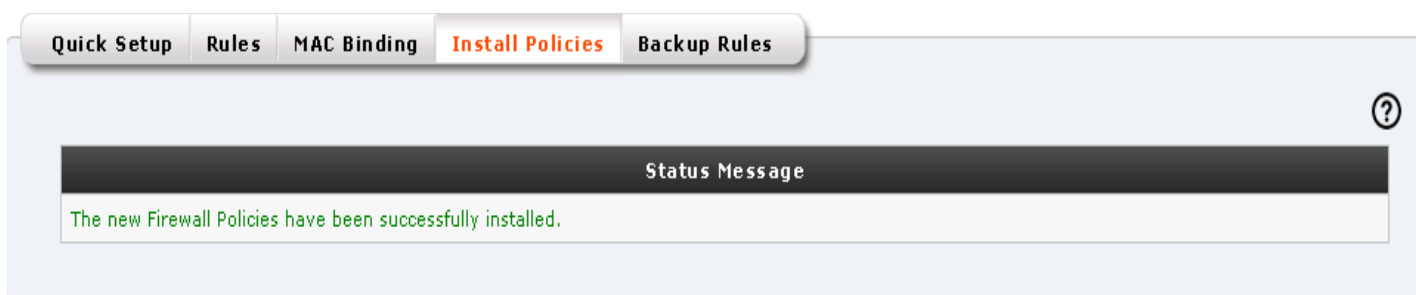 Quick Setup Rules MAC Binding Install Policies Backup Rules
?
Status Message
The new Firewall Policies have been successfully installed.